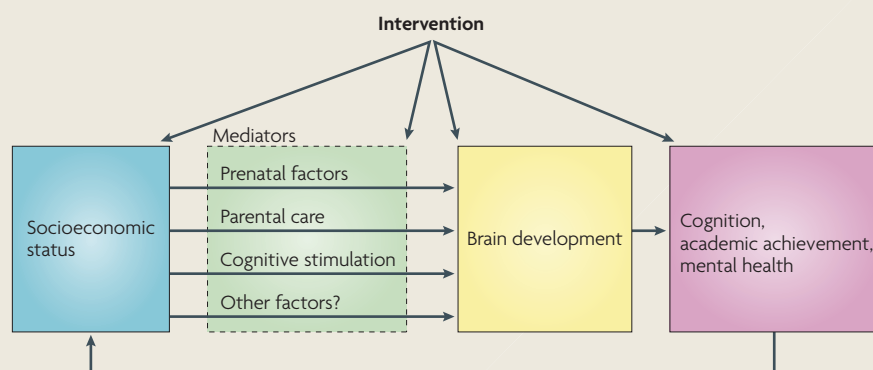 Intervention
Mediators
Prenatal factors
Parental care
Cognitive stimulation
Other factors?
Socioeconomic
status
Brain development
Cognition,
academic achievement,
mental health